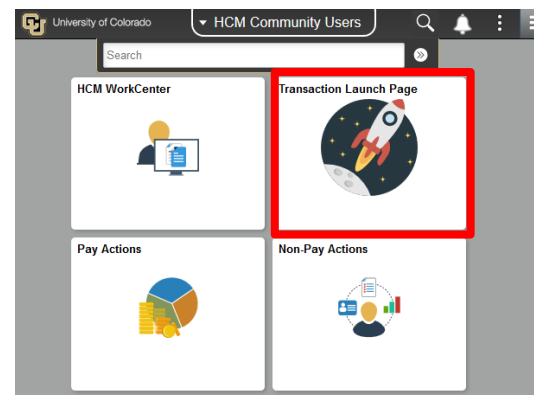 University of Colorado
HCM Community Users
Search
HCM WorkCenter
Transaction Launch Page
Pay Actions
Non-Pay Actions